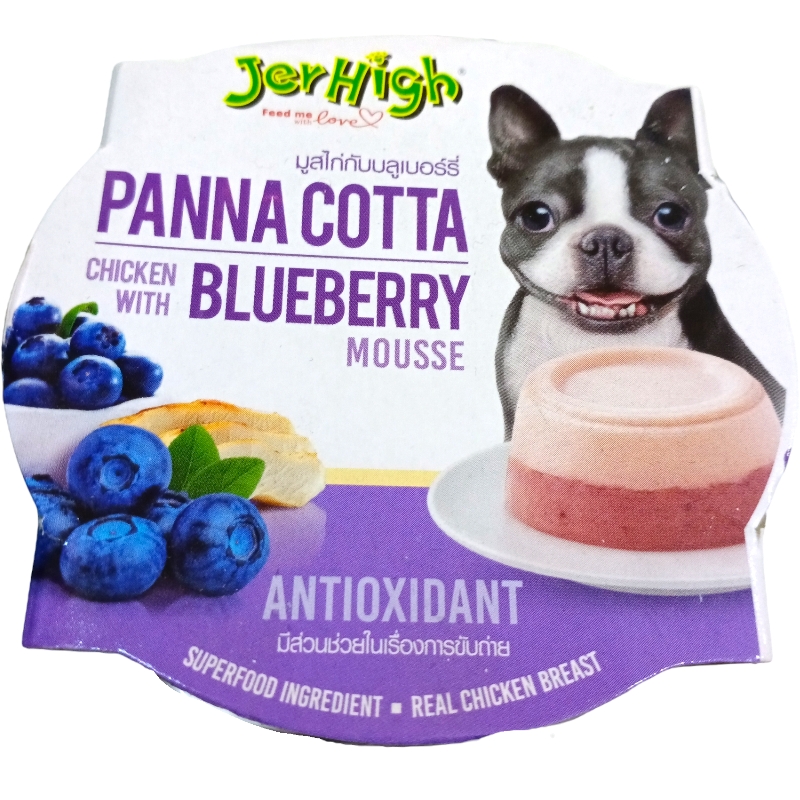 JerHigh
Feed me
with love
มูสไก่กับบลูเบอร์รี่
PANNA COTTA
CHICKEN
WITH BLUEBERRY
MOUSSE
ANTIOXIDANT
มีส่วนช่วยในเรื่องการขับถ่าย
SUPERFOOD INGREDIENT ▪ REAL CHICKEN BREAST